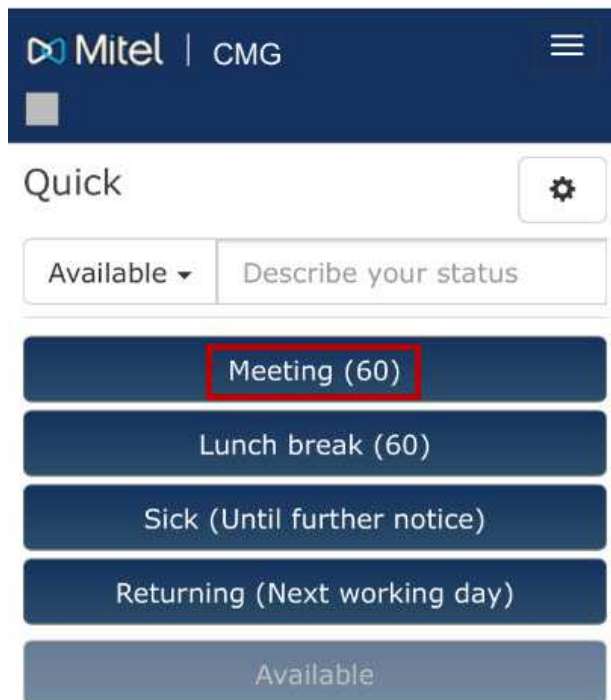 Mitel | CMG
Quick
Available Describe your status
Meeting (60)
Lunch break (60)
Sick (Until further notice)
Returning (Next working day)
Available